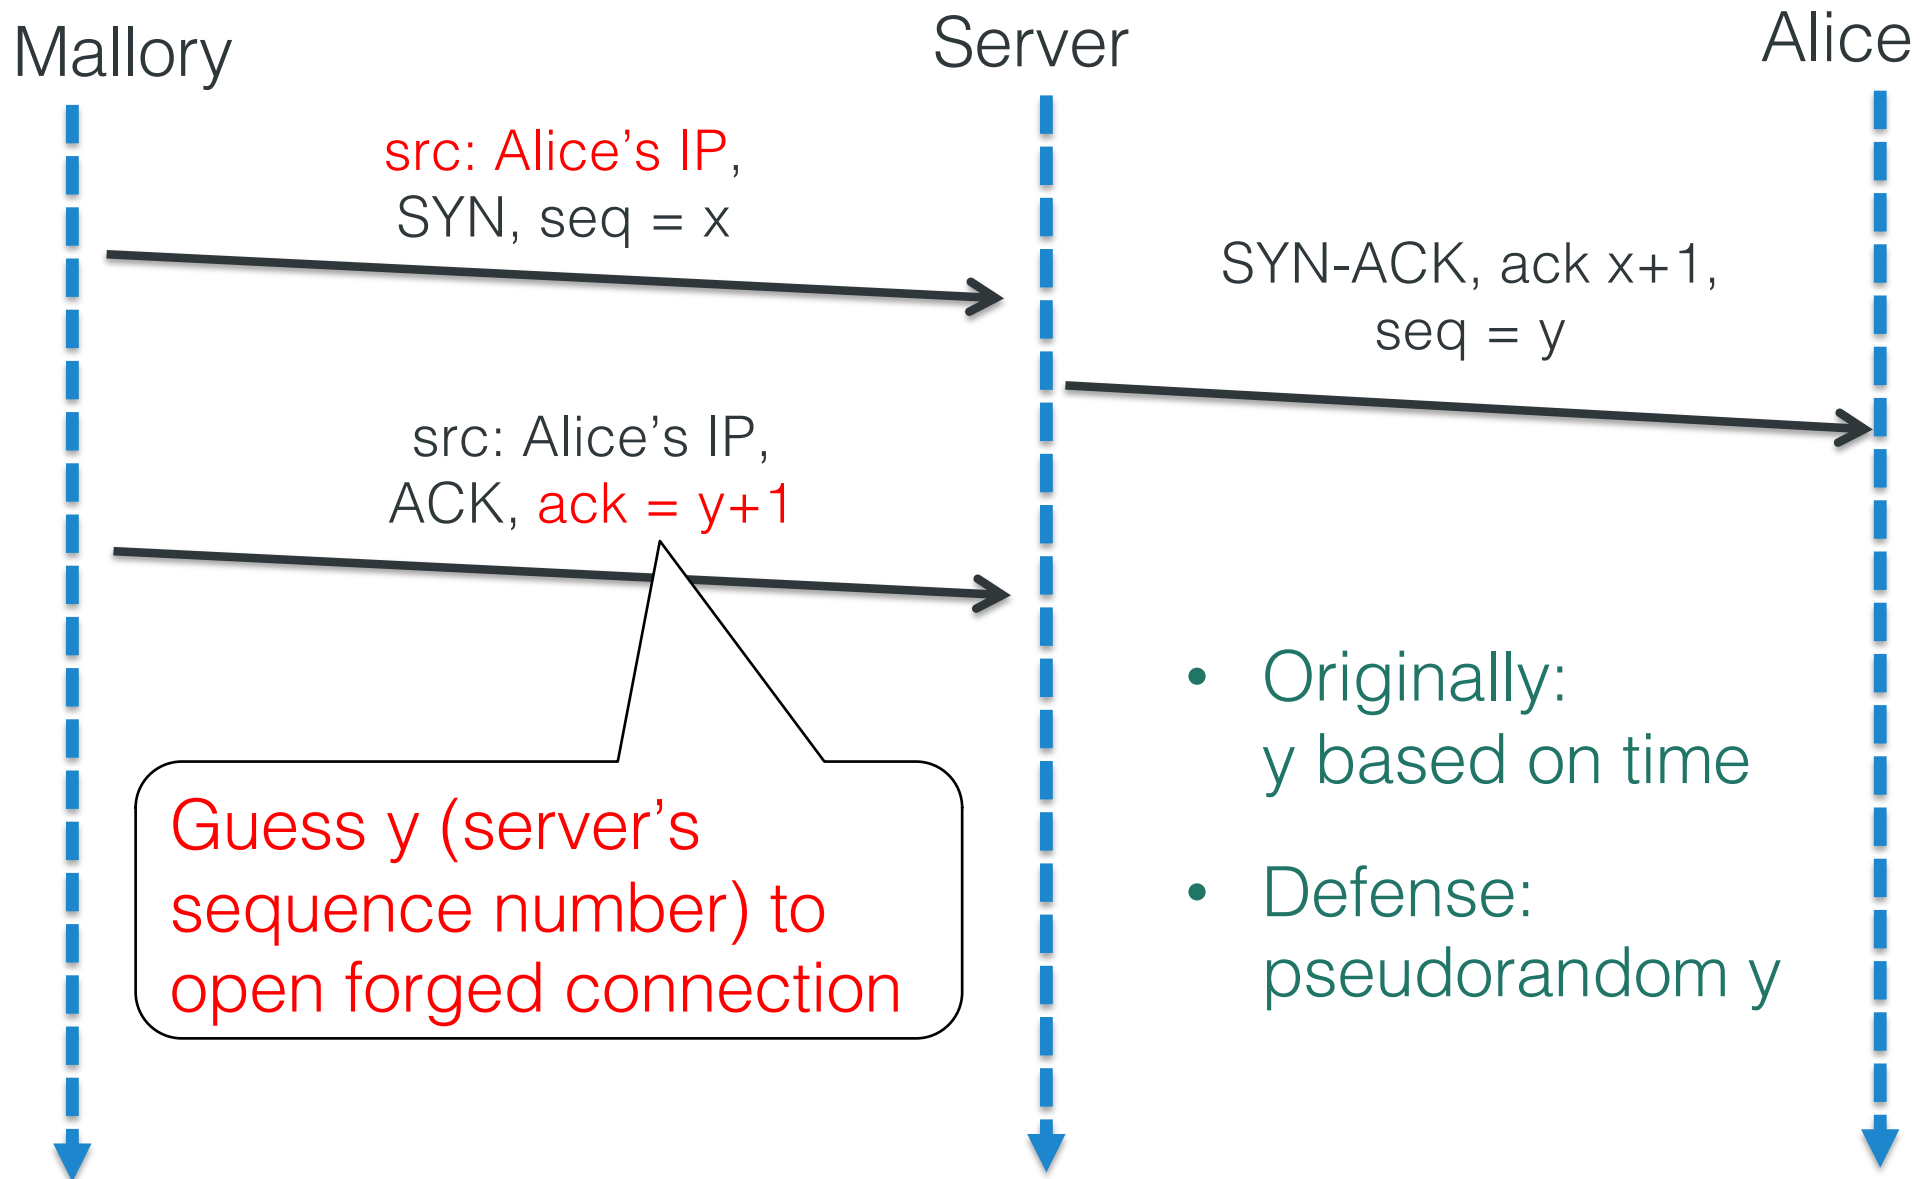 Mallory
Server
Alice
src: Alice’s IP,
SYN, seq = x
SYN-ACK, ack x+1,
seq = y
src: Alice’s IP,
ACK, ack = y+1
Guess y (server’s
sequence number) to
open forged connection
• Originally:
y based on time
• Defense:
pseudorandom y